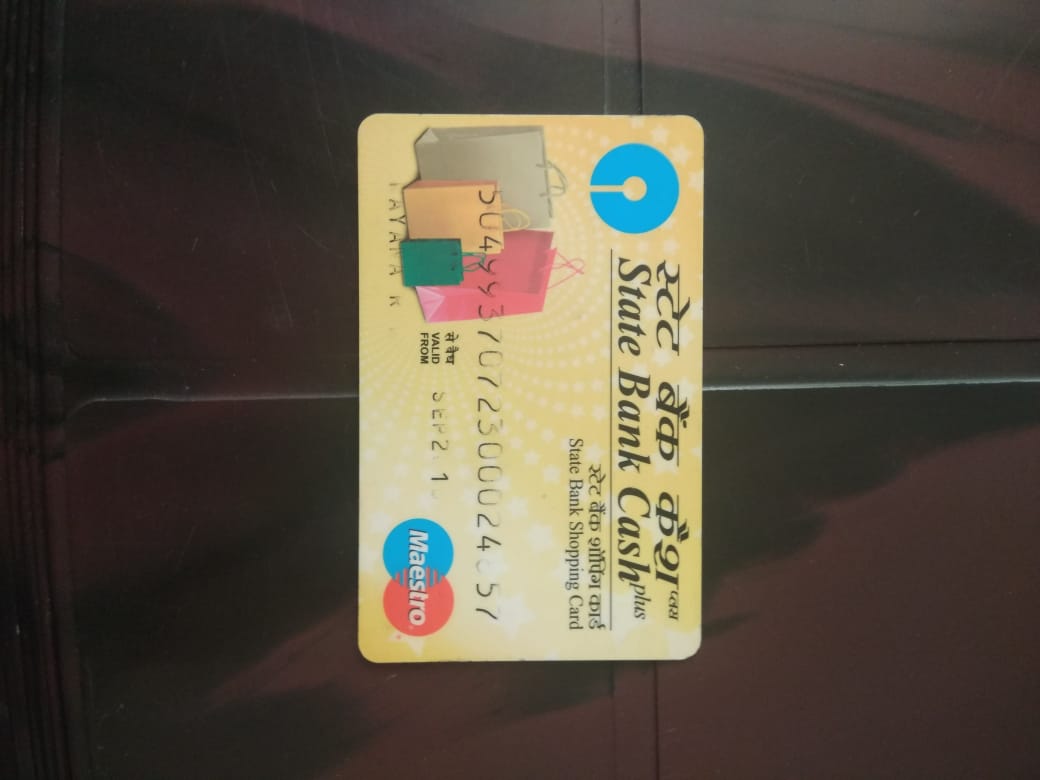 स्टेट बैंक कैश प्लस
State Bank Cash plus
स्टेट बैंक शॉपिंग कार्ड
State Bank Shopping Card
से वैध
VALID
FROM
Maestro